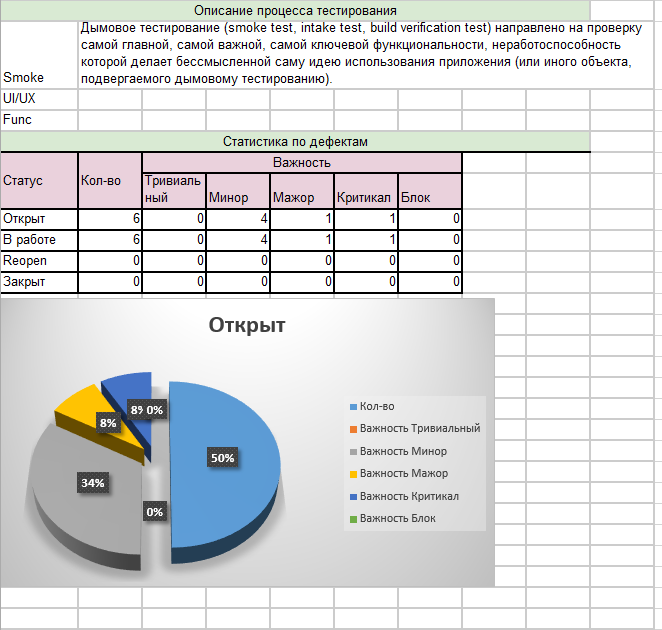 Описание процесса тестирования
Дымовое тестирование (smoke test, intake test, build verification test) направлено на проверку
самой главной, самой важной, самой ключевой функциональности, неработоспособность
которой делает бессмысленной саму идею использования приложения (или иного объекта,
Smoke подвергаемого дымовому тестированию).
UI/UX
Func
Статистика по дефектам
Важность
Статус Кол-во Тривиаль
ный Минор Мажор Критикал Блок
Открыт 6 0 4 1 1 0
В работе 6 0 4 1 1 0
Reopen 0 0 0 0 0 0
Закрыт 0 0 0 0 0 0
Открыт
8% 0%
8%
50%
34%
0%
Кол-во
Важность Тривиальный
Важность Минор
Важность Мажор
Важность Критикал
Важность Блок